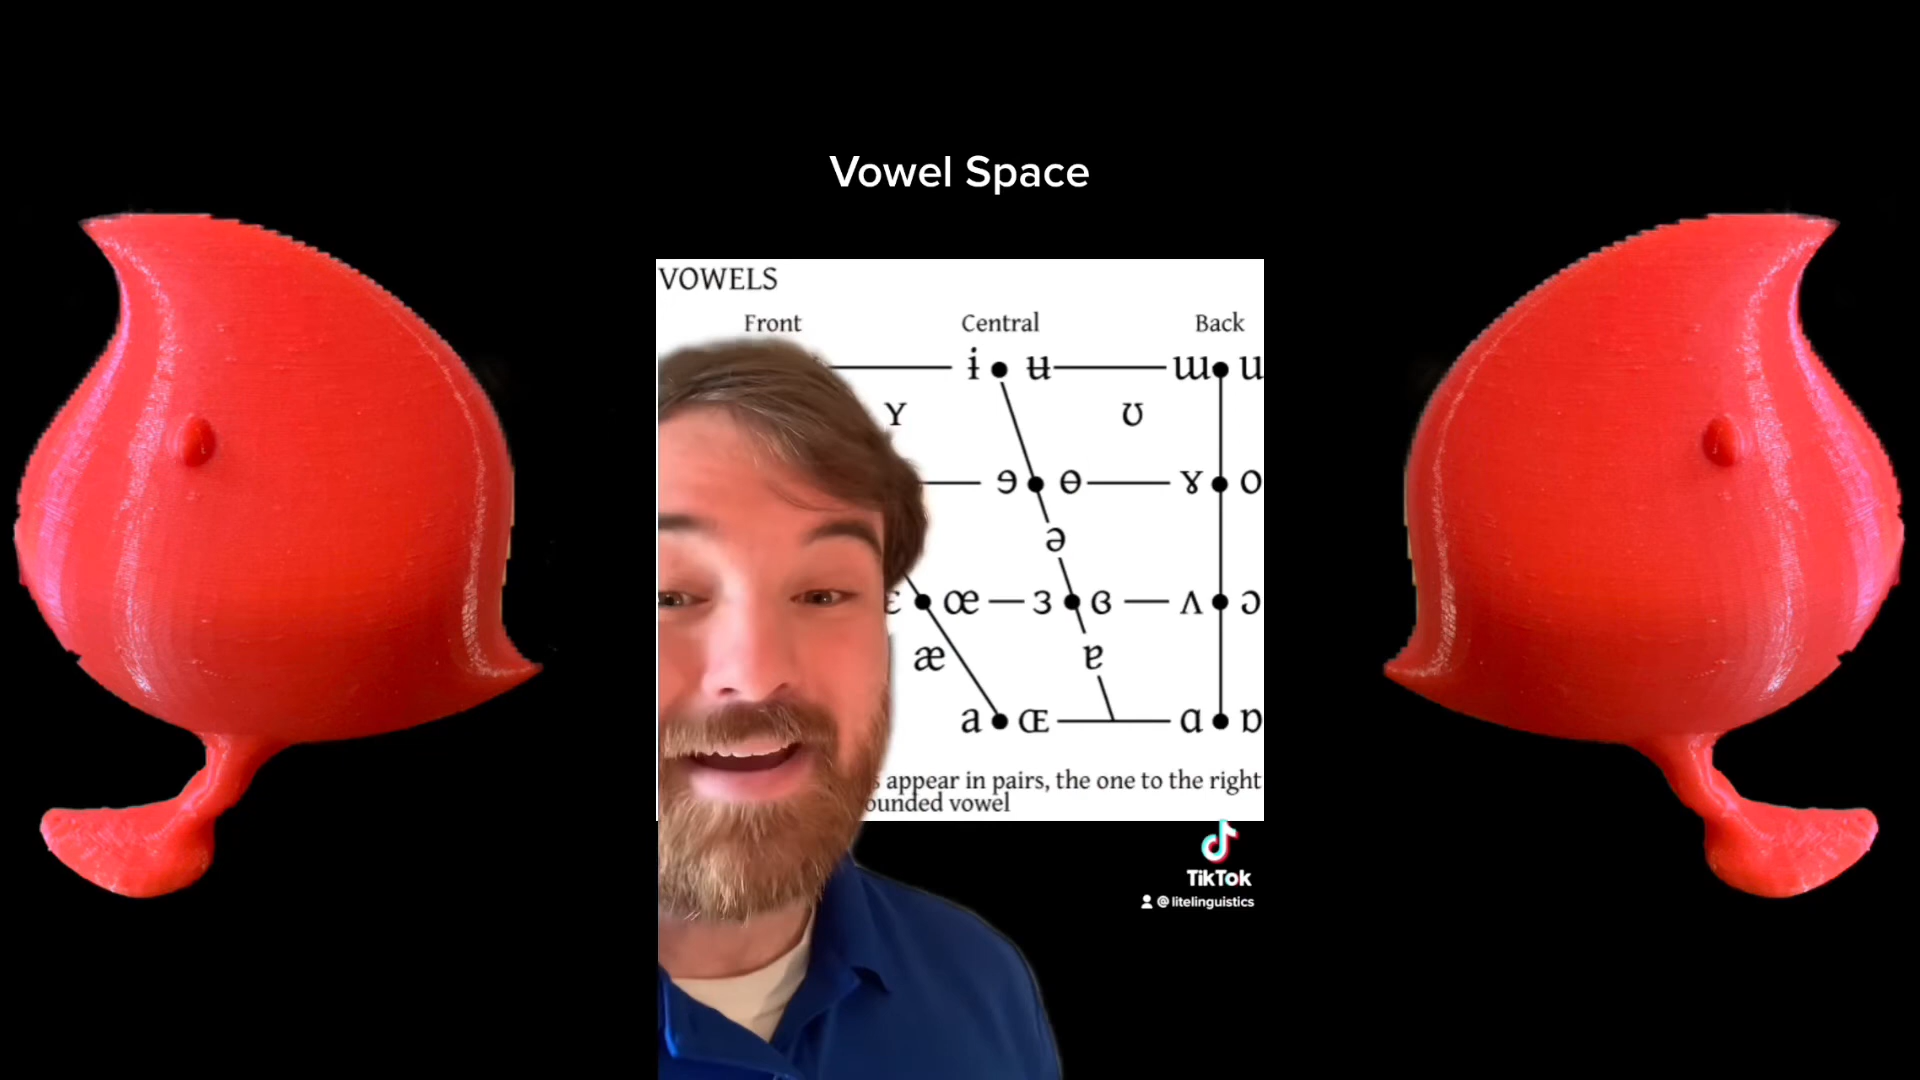 Vowel Space
VOWELS
Front Central Back
ɨ ʉ ɯ u
ʏ ʊ
ɘ ɵ ɤ o
ə
ɛ œ ɜ ɞ ʌ ɔ
æ ɐ
a ɶ ɑ ɒ
appear in pairs, the one to the right
ounded vowel
TikTok
@litelinguistics